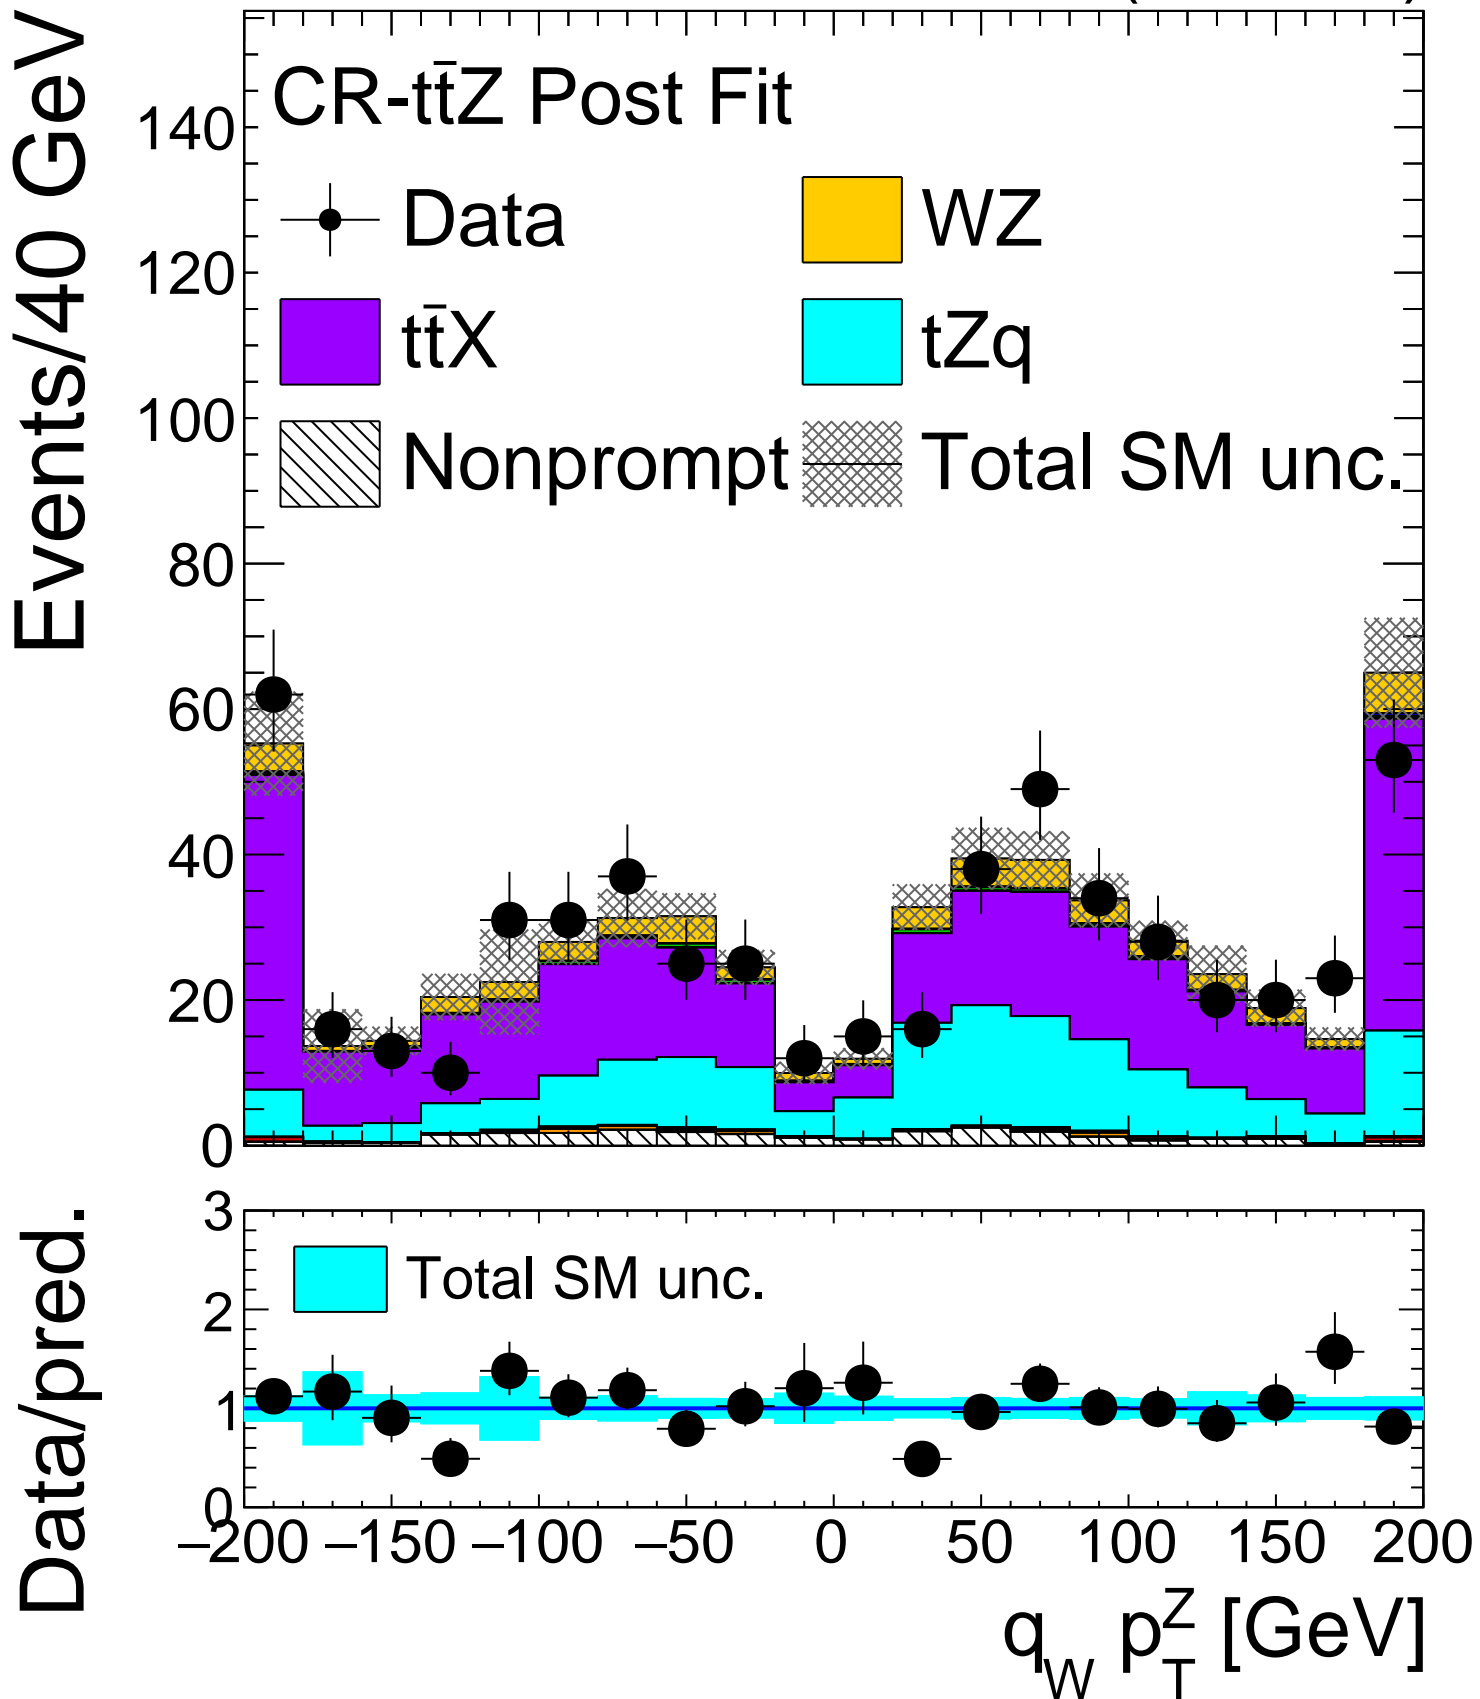 CR-tt̄Z Post Fit
Data
WZ
tt̄X
tZq
Nonprompt
Total SM unc.
Events/40 GeV
140
120
100
80
60
40
20
0
Total SM unc.
Data/pred.
3
2
1
0
−200 −150 −100 −50 0 50 100 150 200
q_W p_T^Z [GeV]